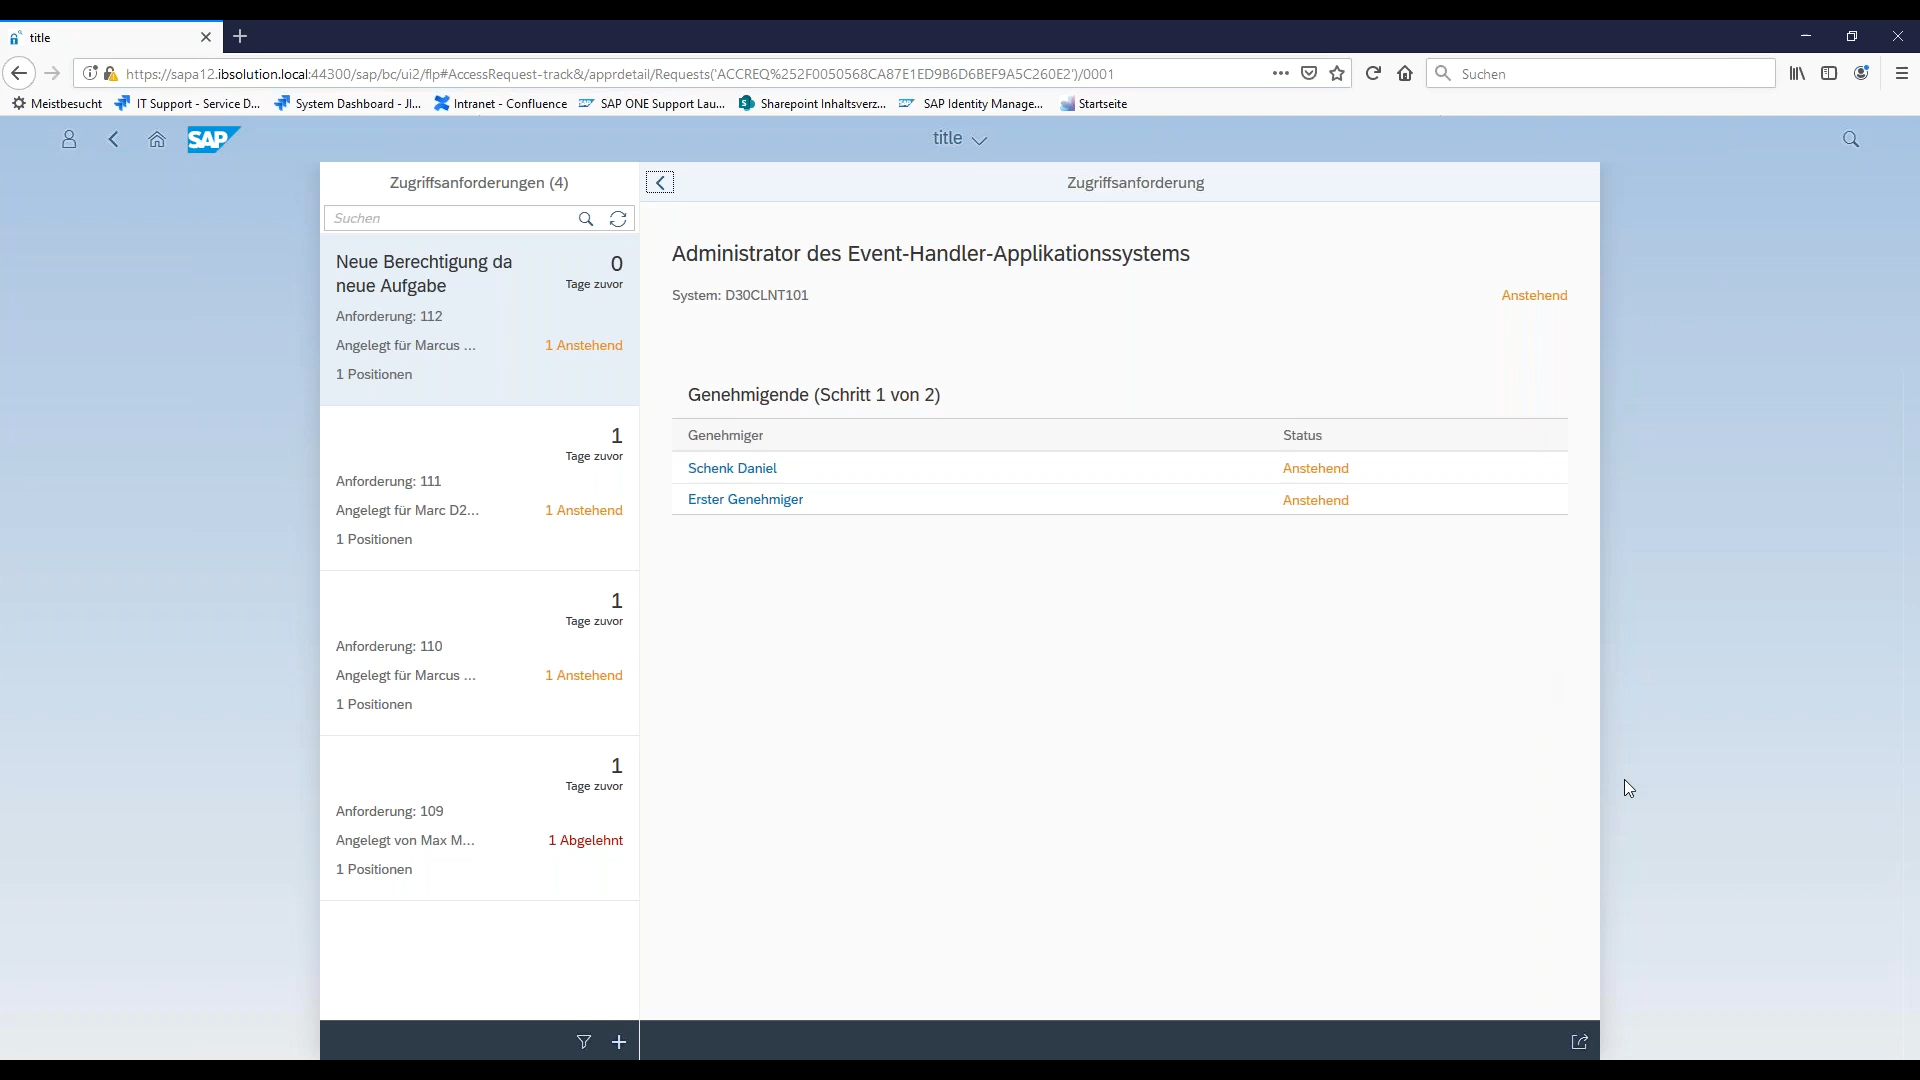 title
https://sapa12.ibsolution.local:44300/sap/bc/ui2/flp#AccessRequest-track&/apprdetail/Requests('ACCREQ%252F0050568CA87E1ED9B6D6BEF9A5C260E2')/0001
Suchen
Meistbesucht
IT Support - Service D...
System Dashboard - JI...
Intranet - Confluence
SAP ONE Support Lau...
Sharepoint Inhaltsverz...
SAP Identity Manage...
Startseite
SAP
title
Zugriffsanforderungen (4)
Suchen
Neue Berechtigung da
neue Aufgabe
0
Tage zuvor
Anforderung: 112
Angelegt für Marcus ...
1 Anstehend
1 Positionen
1
Tage zuvor
Anforderung: 111
Angelegt für Marc D2...
1 Anstehend
1 Positionen
1
Tage zuvor
Anforderung: 110
Angelegt für Marcus ...
1 Anstehend
1 Positionen
1
Tage zuvor
Anforderung: 109
Angelegt von Max M...
1 Abgelehnt
1 Positionen
Zugriffsanforderung
Administrator des Event-Handler-Applikationssystems
System: D30CLNT101
Anstehend
Genehmigende (Schritt 1 von 2)
Genehmiger Status
Schenk Daniel Anstehend
Erster Genehmiger Anstehend